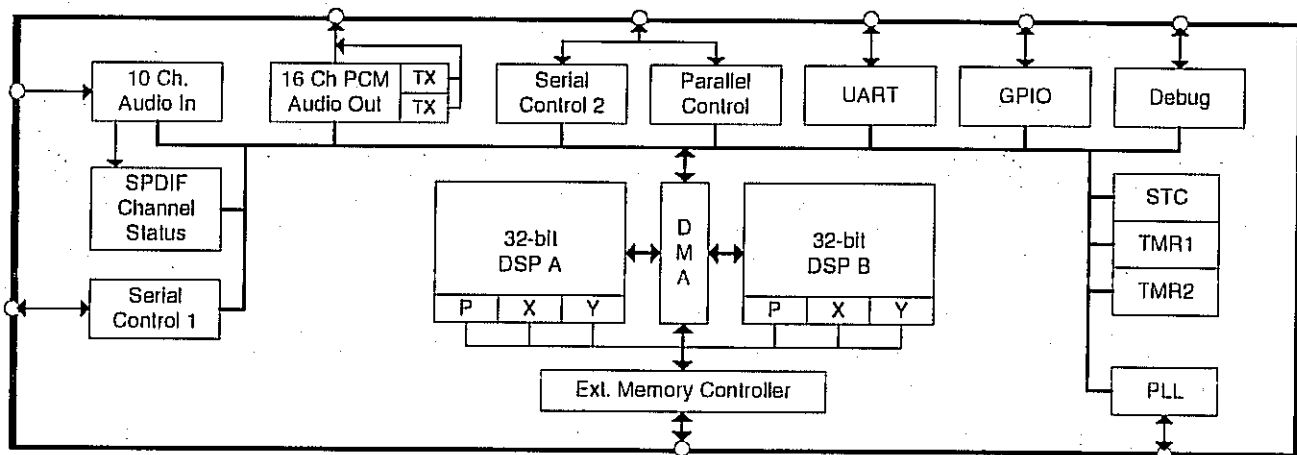 10 Ch.
Audio In
16 Ch PCM
Audio Out
TX
TX
Serial
Control 2
Parallel
Control
UART
GPIO
Debug
SPDIF
Channel
Status
Serial
Control 1
32-bit
DSP A
P X Y
D
M
A
32-bit
DSP B
P X Y
STC
TMR1
TMR2
Ext. Memory Controller
PLL